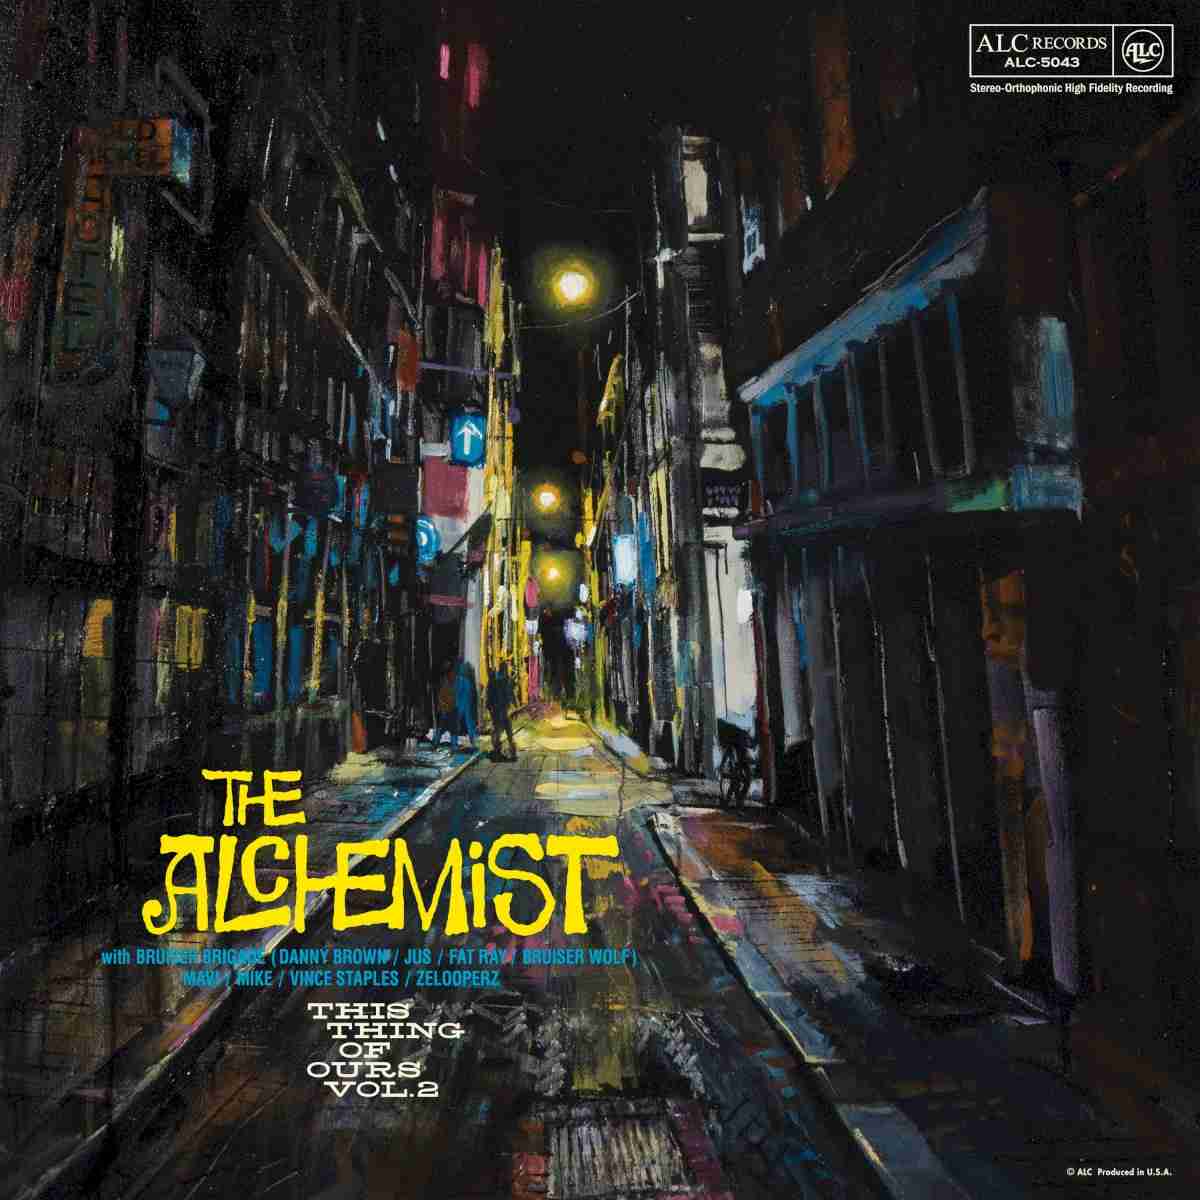 ALC RECORDS
ALC-5043
ALC
Stereo-Orthophonic High Fidelity Recording
HOTEL
THE
ALCHEMiST
with BRUISER BRIGADE (DANNY BROWN / JUS / FAT RAY / BRUISER WOLF)
MAVI / MIKE / VINCE STAPLES / ZELOOPERZ
THIS
THING
OF
OURS
VOL.2
© ALC Produced in U.S.A.